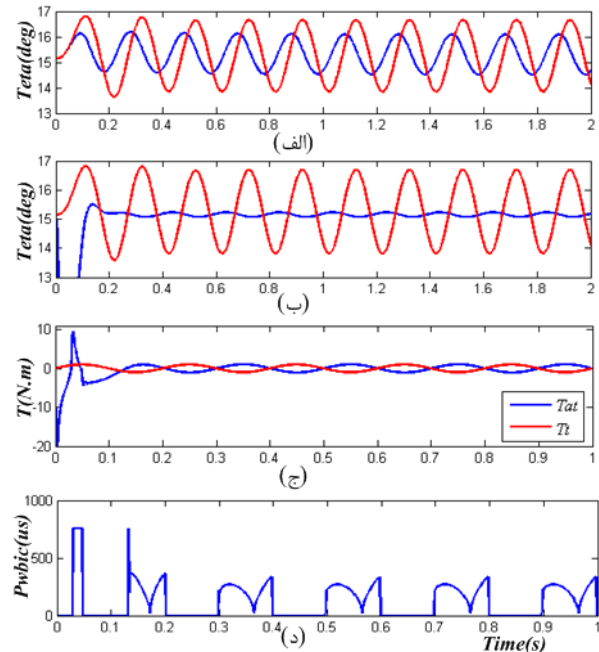 Teta(deg)
17
16
15
14
13
0 0.2 0.4 0.6 0.8 1 1.2 1.4 1.6 1.8 2
(الف)
Teta(deg)
17
16
15
14
13
0 0.2 0.4 0.6 0.8 1 1.2 1.4 1.6 1.8 2
(ب)
T(N.m)
10
0
-10
-20
Tat
Tt
0 0.1 0.2 0.3 0.4 0.5 0.6 0.7 0.8 0.9 1
(ج)
Pwbic(us)
1000
500
0
0 0.1 0.2 0.3 0.4 0.5 0.6 0.7 0.8 0.9 1
(د)
Time(s)